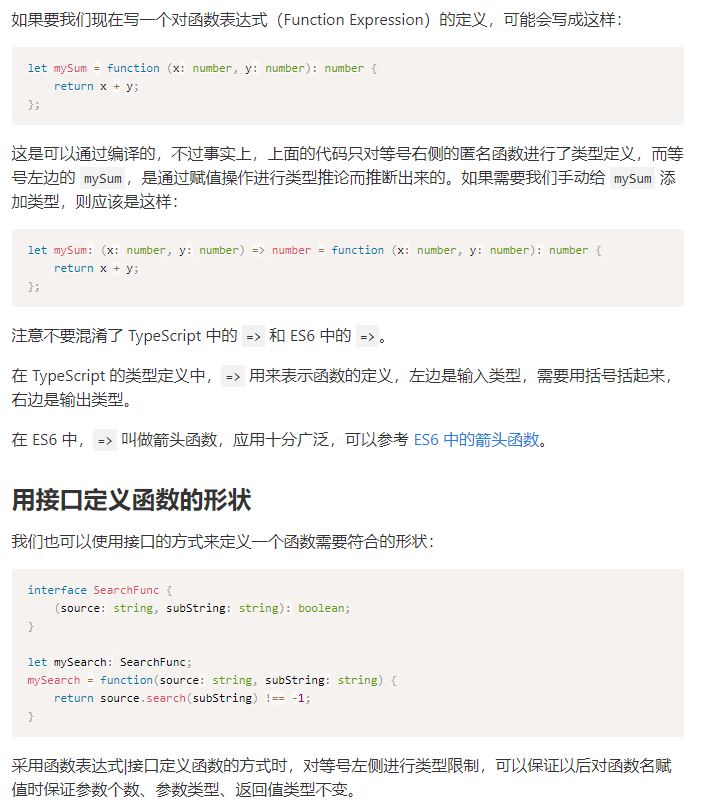 如果要我们现在写一个对函数表达式（Function Expression）的定义，可能会写成这样：
let mySum = function (x: number, y: number): number {
    return x + y;
};
这是可以通过编译的，不过事实上，上面的代码只对等号右侧的匿名函数进行了类型定义，而等
号左边的 mySum，是通过赋值操作进行类型推论而推断出来的。如果需要我们手动给 mySum 添
加类型，则应该是这样：
let mySum: (x: number, y: number) => number = function (x: number, y: number): number {
    return x + y;
};
注意不要混淆了 TypeScript 中的 => 和 ES6 中的 =>。
在 TypeScript 的类型定义中，=> 用来表示函数的定义，左边是输入类型，需要用括号括起来，
右边是输出类型。
在 ES6 中，=> 叫做箭头函数，应用十分广泛，可以参考 ES6 中的箭头函数。
用接口定义函数的形状
我们也可以使用接口的方式来定义一个函数需要符合的形状：
interface SearchFunc {
    (source: string, subString: string): boolean;
}
let mySearch: SearchFunc;
mySearch = function(source: string, subString: string) {
    return source.search(subString) !== -1;
}
采用函数表达式|接口定义函数的方式时，对等号左侧进行类型限制，可以保证以后对函数名赋
值时保证参数个数、参数类型、返回值类型不变。